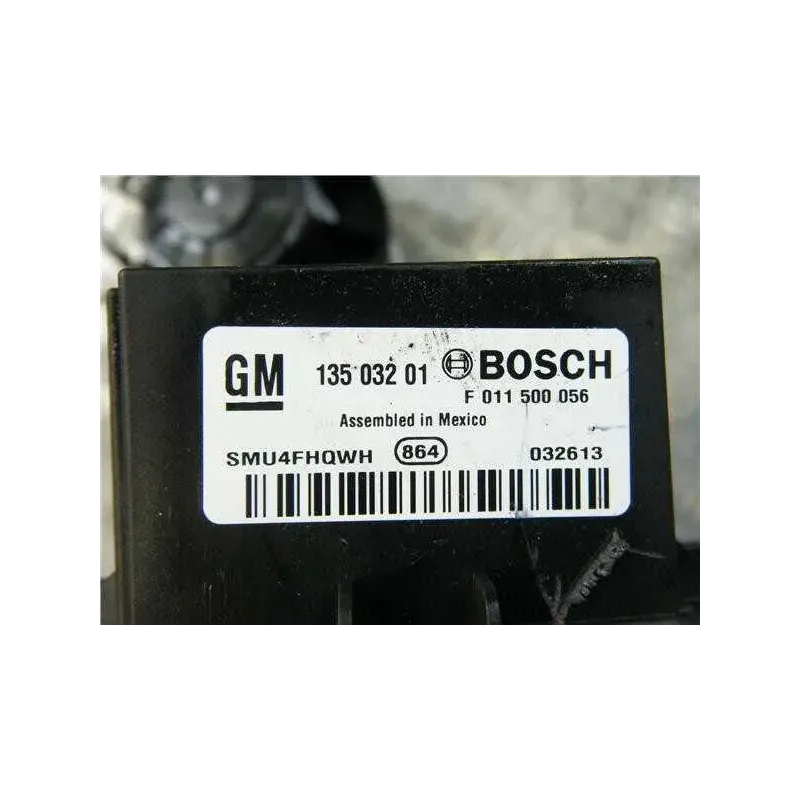 GM 135 032 01 BOSCH
F 011 500 056
Assembled in Mexico
SMU4FHQWH 864 032613